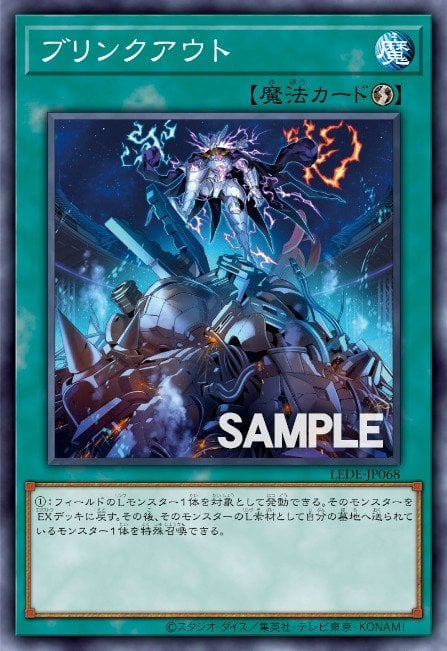 ブリンクアウト
魔
【魔法カード】
SAMPLE
LEDE-JP068
①:フィールドのLモンスター1体を対象として発動できる。そのモンスターを
EXデッキに戻す。その後、そのモンスターのL素材として自分の墓地へ送られて
いるモンスター1体を特殊召喚できる。
©スタジオ・ダイス/集英社・テレビ東京・KONAMI